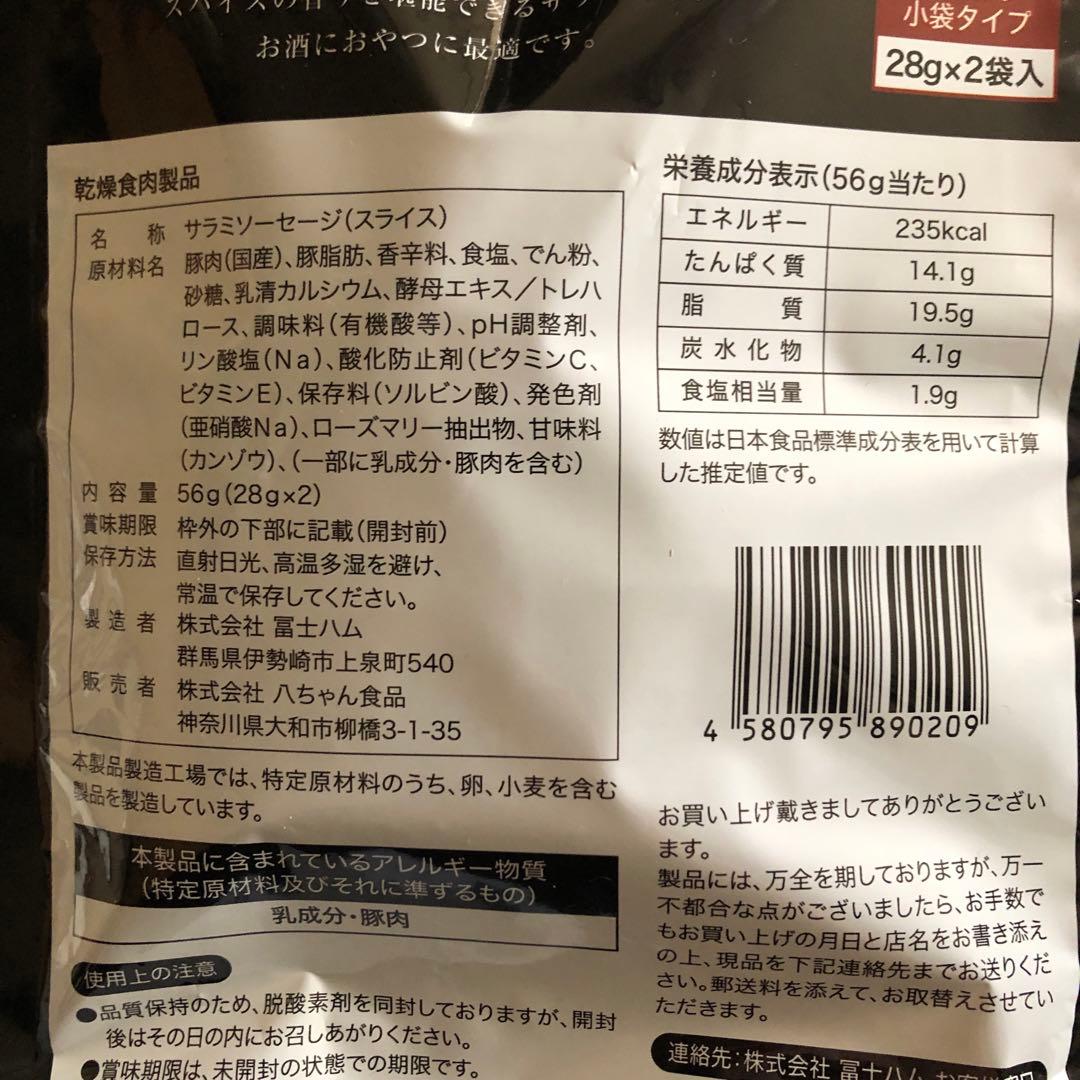 お酒におやつに最適です。
小袋タイプ
28g×2袋入
乾燥食肉製品
名称 サラミソーセージ(スライス)
原材料名 豚肉(国産)、豚脂肪、香辛料、食塩、でん粉、
砂糖、乳清カルシウム、酵母エキス／トレハ
ロース、調味料(有機酸等)、pH調整剤、
リン酸塩(Na)、酸化防止剤(ビタミンC、
ビタミンE)、保存料(ソルビン酸)、発色剤
(亜硝酸Na)、ローズマリー抽出物、甘味料
(カンゾウ)、(一部に乳成分・豚肉を含む)
内容量 56g(28g×2)
賞味期限 枠外の下部に記載(開封前)
保存方法 直射日光、高温多湿を避け、
常温で保存してください。
製造者 株式会社 冨士ハム
群馬県伊勢崎市上泉町540
販売者 株式会社 八ちゃん食品
神奈川県大和市柳橋3-1-35
本製品製造工場では、特定原材料のうち、卵、小麦を含む
製品を製造しています。
本製品に含まれているアレルギー物質
(特定原材料及びそれに準ずるもの)
乳成分・豚肉
使用上の注意
●品質保持のため、脱酸素剤を同封しておりますが、開封
後はその日の内にお召しあがりください。
●賞味期限は、未開封の状態での期限です。
栄養成分表示(56g当たり)
エネルギー 235kcal
たんぱく質 14.1g
脂質 19.5g
炭水化物 4.1g
食塩相当量 1.9g
数値は日本食品標準成分表を用いて計算
した推定値です。
4 580795 890209
お買い上げ戴きましてありがとうござい
ます。
製品には、万全を期しておりますが、万一
不都合な点がございましたら、お手数で
もお買い上げの月日と店名をお書き添え
の上、現品を下記連絡先までお送りくだ
さい。郵送料を添えて、お取替えさせてい
ただきます。
連絡先:株式会社 冨士ハム